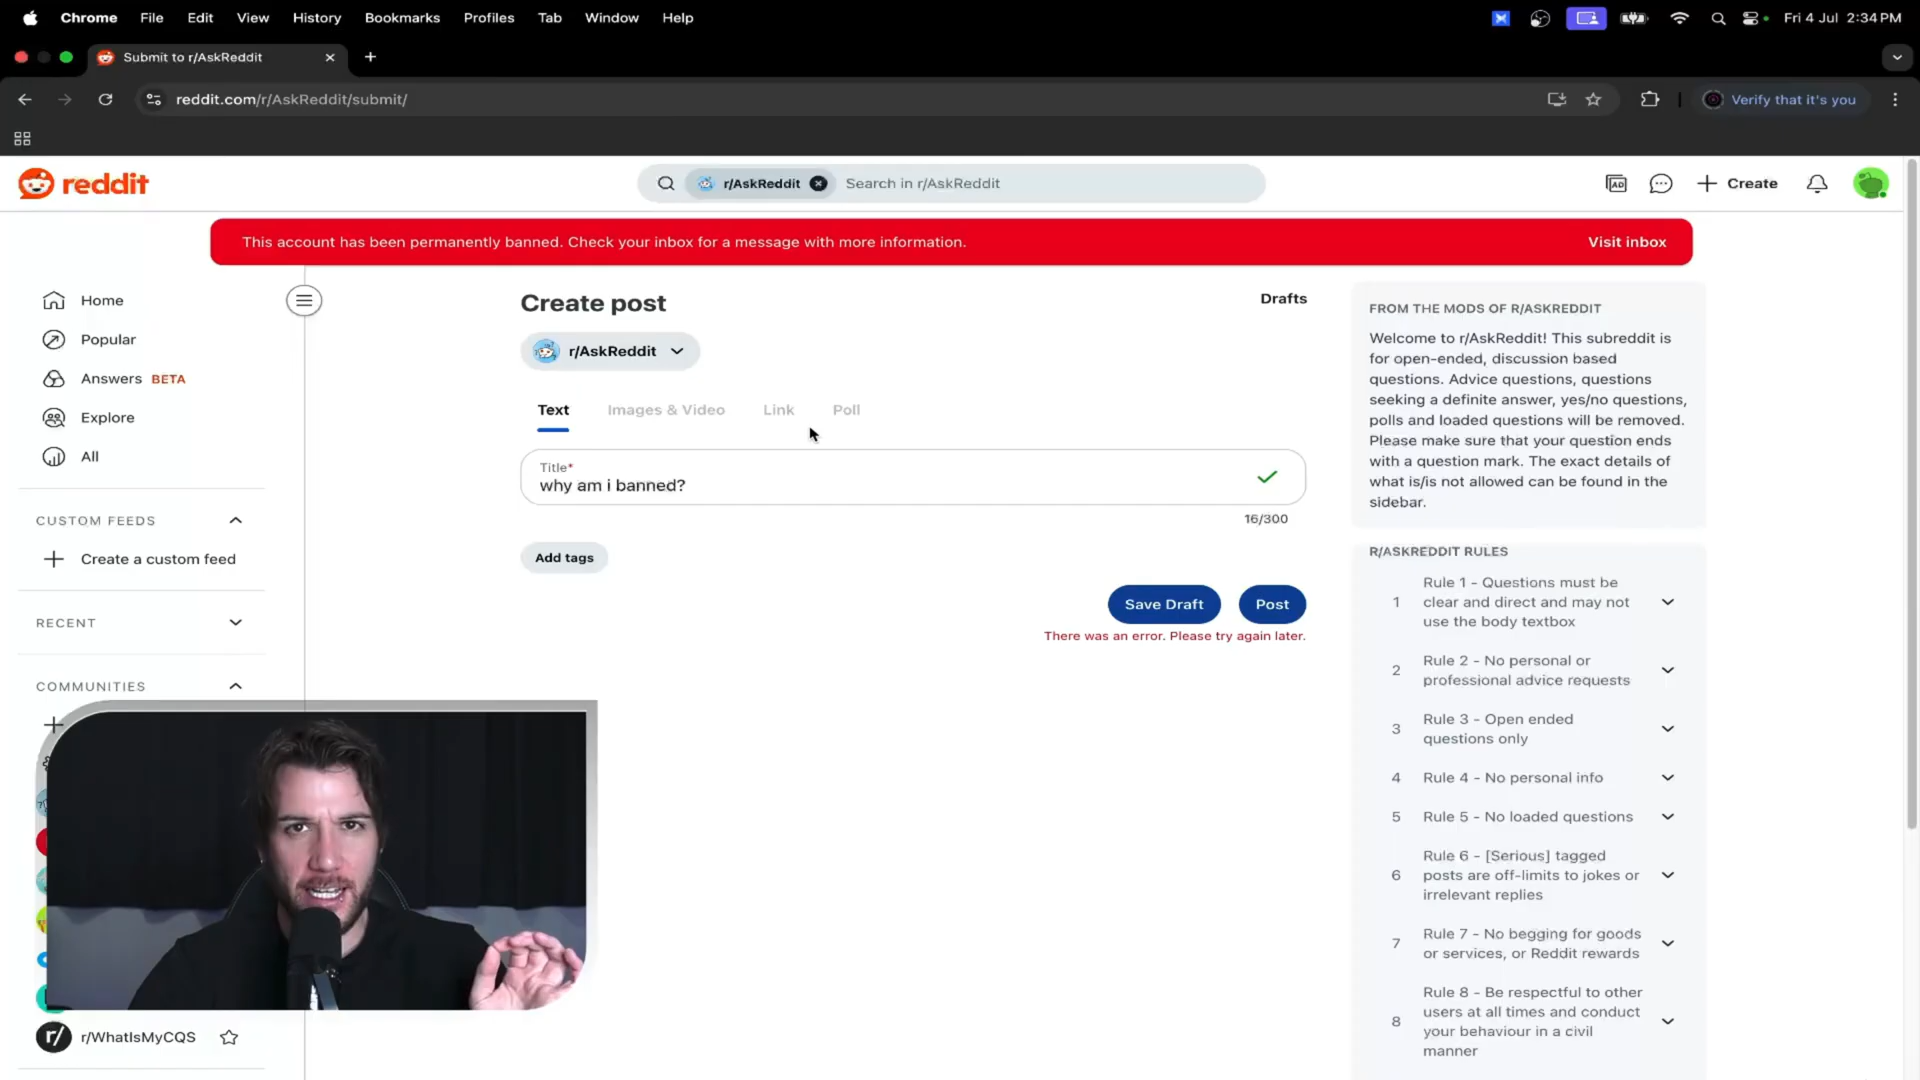 Chrome File Edit View History Bookmarks Profiles Tab Window Help
Fri 4 Jul 2:34 PM
Submit to r/AskReddit
reddit.com/r/AskReddit/submit/
Verify that it's you
reddit
r/AskReddit
Search in r/AskReddit
AD
Create
This account has been permanently banned. Check your inbox for a message with more information.
Visit inbox
Home
Popular
Answers BETA
Explore
All
CUSTOM FEEDS
Create a custom feed
RECENT
COMMUNITIES
r/ r/WhatIsMyCQS
Create post
Drafts
r/AskReddit
Text Images & Video Link Poll
Title*
why am i banned?
16/300
Add tags
Save Draft
Post
There was an error. Please try again later.
FROM THE MODS OF R/ASKREDDIT
Welcome to r/AskReddit! This subreddit is
for open-ended, discussion based
questions. Advice questions, questions
seeking a definite answer, yes/no questions,
polls and loaded questions will be removed.
Please make sure that your question ends
with a question mark. The exact details of
what is/is not allowed can be found in the
sidebar.
R/ASKREDDIT RULES
1 Rule 1 - Questions must be
clear and direct and may not
use the body textbox
2 Rule 2 - No personal or
professional advice requests
3 Rule 3 - Open ended
questions only
4 Rule 4 - No personal info
5 Rule 5 - No loaded questions
6 Rule 6 - [Serious] tagged
posts are off-limits to jokes or
irrelevant replies
7 Rule 7 - No begging for goods
or services, or Reddit rewards
8 Rule 8 - Be respectful to other
users at all times and conduct
your behaviour in a civil
manner